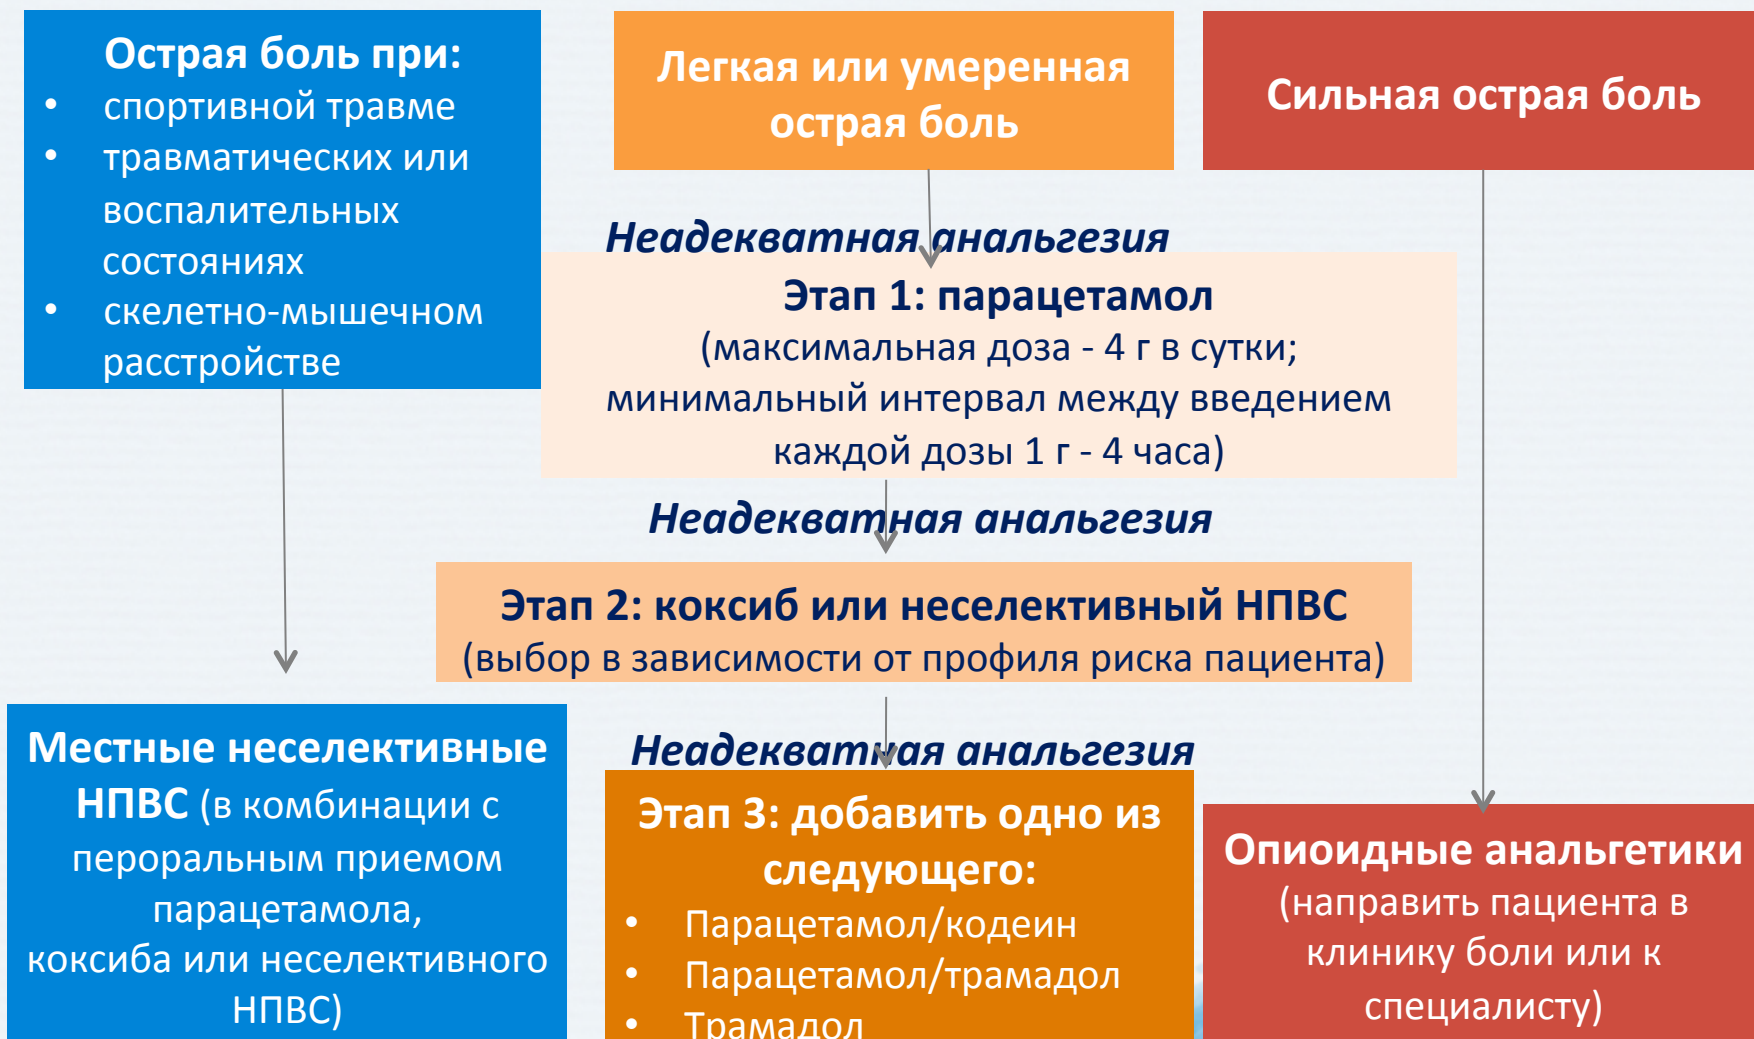 Острая боль при:
• спортивной травме
• травматических или
воспалительных
состояниях
• скелетно-мышечном
расстройстве
Легкая или умеренная
острая боль
Сильная острая боль
Неадекватная анальгезия
Этап 1: парацетамол
(максимальная доза - 4 г в сутки;
минимальный интервал между введением
каждой дозы 1 г - 4 часа)
Неадекватная анальгезия
Этап 2: коксиб или неселективный НПВС
(выбор в зависимости от профиля риска пациента)
Неадекватная анальгезия
Местные неселективные
НПВС (в комбинации с
пероральным приемом
парацетамола,
коксиба или неселективного
НПВС)
Этап 3: добавить одно из
следующего:
• Парацетамол/кодеин
• Парацетамол/трамадол
• Трамадол
Опиоидные анальгетики
(направить пациента в
клинику боли или к
специалисту)